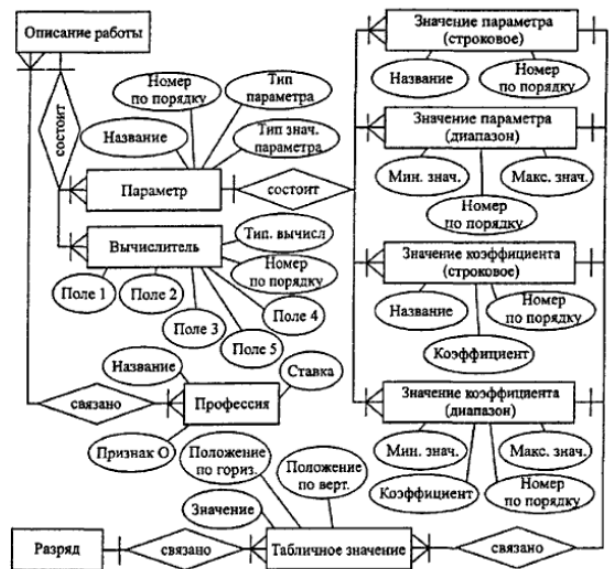 Описание работы
состоит
Номер
по порядку
Тип
параметра
Название
Тип знач.
параметра
Параметр
состоит
Вычислитель
Тип. вычисл
Номер
по порядку
Поле 1
Поле 2
Поле 3
Поле 4
Поле 5
Название
Ставка
связано
Профессия
Признак О
Положение
по гориз.
Положение
по верт.
Значение
Разряд
связано
Табличное значение
связано
Значение параметра
(строковое)
Название
Номер
по порядку
Значение параметра
(диапазон)
Мин. знач.
Макс. знач.
Номер
по порядку
Значение коэффициента
(строковое)
Название
Номер
по порядку
Коэффициент
Значение коэффициента
(диапазон)
Мин. знач.
Макс. знач.
Коэффициент
Номер
по порядку